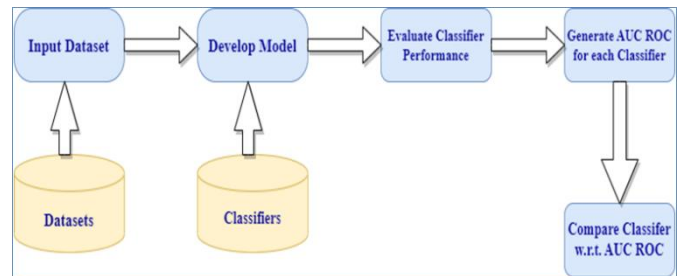 Input Dataset
Develop Model
Evaluate Classifier
Performance
Generate AUC ROC
for each Classifier
Datasets
Classifiers
Compare Classifer
w.r.t. AUC ROC